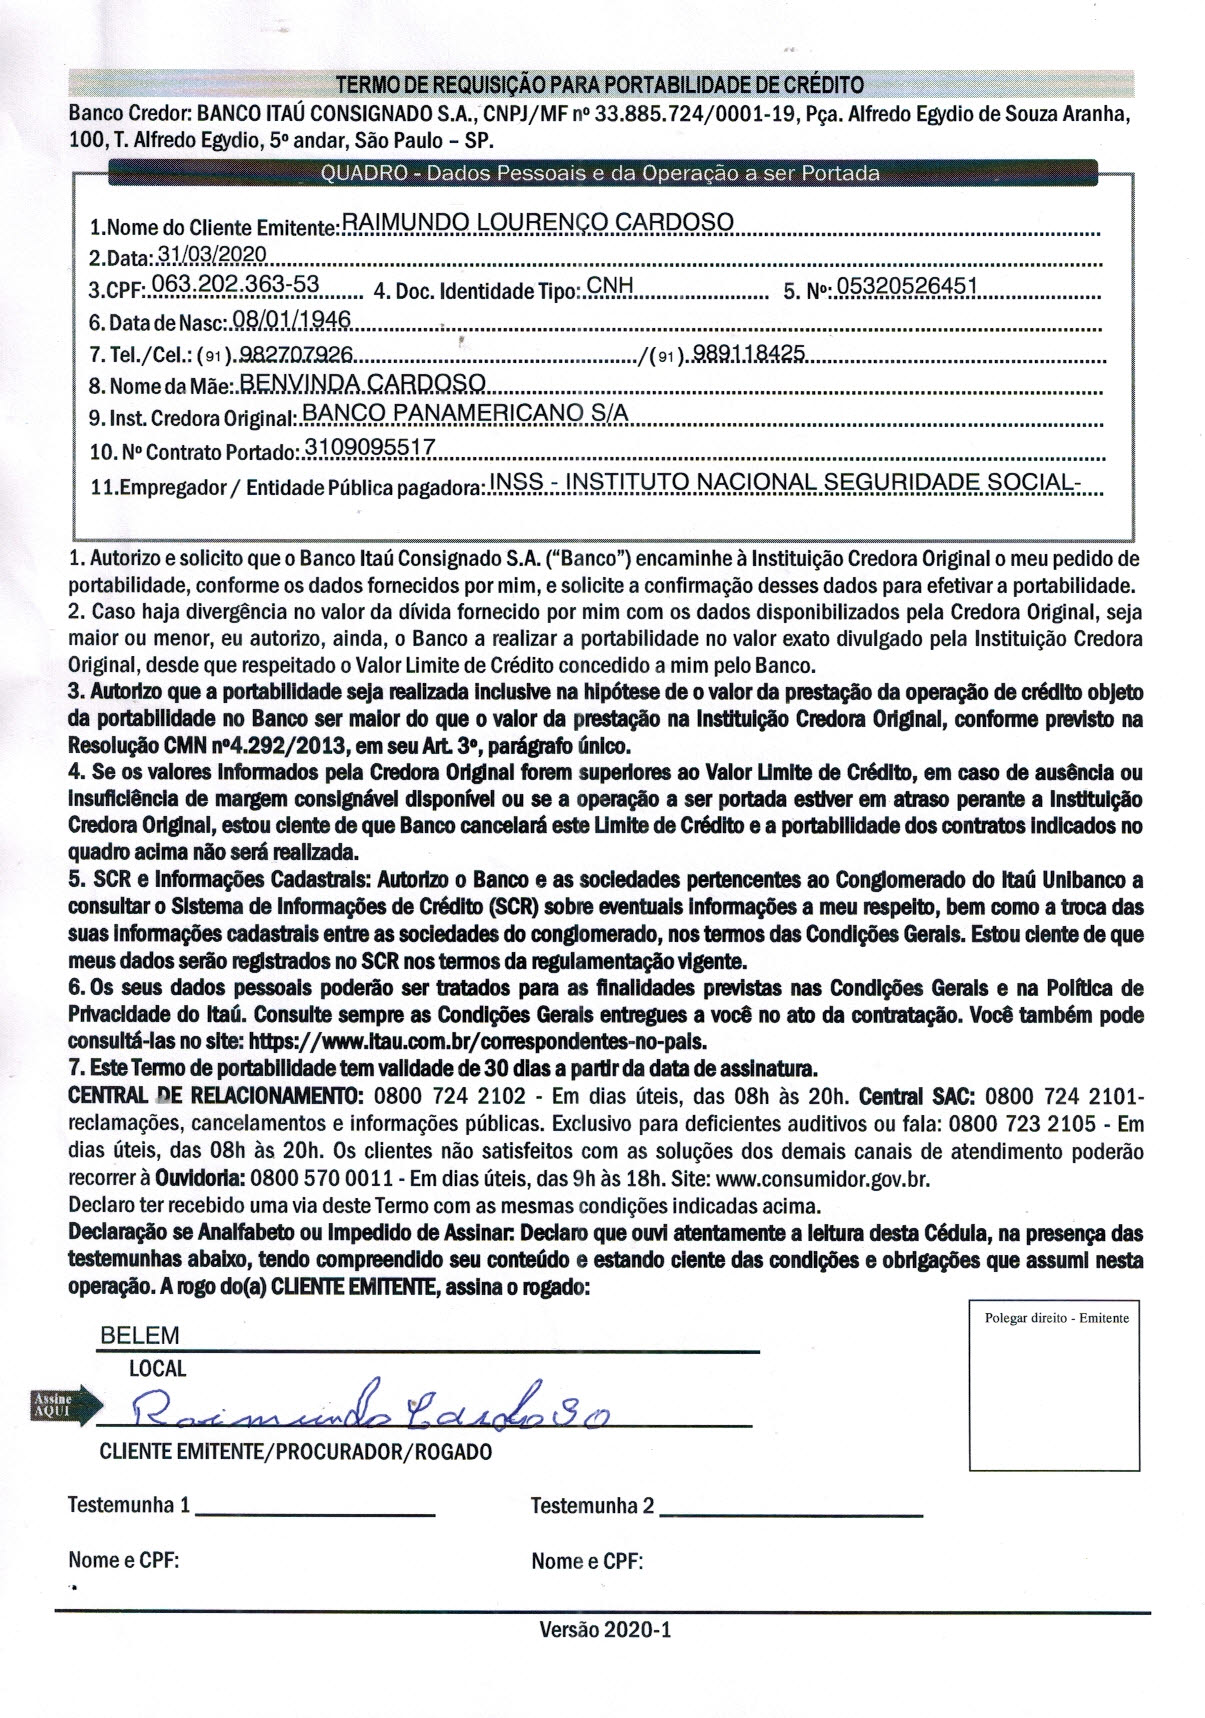 TERMO DE REQUISIÇÃO PARA PORTABILIDADE DE CRÉDITO
Banco Credor: BANCO ITAÚ CONSIGNADO S.A., CNPJ/MF nº 33.885.724/0001-19, Pça. Alfredo Egydio de Souza Aranha,
100, T. Alfredo Egydio, 5º andar, São Paulo – SP.
QUADRO - Dados Pessoais e da Operação a ser Portada
1.Nome do Cliente Emitente: RAIMUNDO LOURENÇO CARDOSO
2.Data: 31/03/2020
3.CPF: 063.202.363-53 4. Doc. Identidade Tipo: CNH 5. Nº: 05320526451
6. Data de Nasc: 08/01/1946
7. Tel./Cel.: (91) 982707926 /(91) 989118425
8. Nome da Mãe: BENVINDA CARDOSO
9. Inst. Credora Original: BANCO PANAMERICANO S/A
10. Nº Contrato Portado: 3109095517
11.Empregador / Entidade Pública pagadora: INSS - INSTITUTO NACIONAL SEGURIDADE SOCIAL-
1. Autorizo e solicito que o Banco Itaú Consignado S.A. (“Banco”) encaminhe à Instituição Credora Original o meu pedido de
portabilidade, conforme os dados fornecidos por mim, e solicite a confirmação desses dados para efetivar a portabilidade.
2. Caso haja divergência no valor da dívida fornecido por mim com os dados disponibilizados pela Credora Original, seja
maior ou menor, eu autorizo, ainda, o Banco a realizar a portabilidade no valor exato divulgado pela Instituição Credora
Original, desde que respeitado o Valor Limite de Crédito concedido a mim pelo Banco.
3. Autorizo que a portabilidade seja realizada inclusive na hipótese de o valor da prestação da operação de crédito objeto
da portabilidade no Banco ser maior do que o valor da prestação na Instituição Credora Original, conforme previsto na
Resolução CMN nº4.292/2013, em seu Art. 3º, parágrafo único.
4. Se os valores informados pela Credora Original forem superiores ao Valor Limite de Crédito, em caso de ausência ou
insuficiência de margem consignável disponível ou se a operação a ser portada estiver em atraso perante a Instituição
Credora Original, estou ciente de que Banco cancelará este Limite de Crédito e a portabilidade dos contratos indicados no
quadro acima não será realizada.
5. SCR e Informações Cadastrais: Autorizo o Banco e as sociedades pertencentes ao Conglomerado do Itaú Unibanco a
consultar o Sistema de Informações de Crédito (SCR) sobre eventuais informações a meu respeito, bem como a troca das
suas informações cadastrais entre as sociedades do conglomerado, nos termos das Condições Gerais. Estou ciente de que
meus dados serão registrados no SCR nos termos da regulamentação vigente.
6. Os seus dados pessoais poderão ser tratados para as finalidades previstas nas Condições Gerais e na Política de
Privacidade do Itaú. Consulte sempre as Condições Gerais entregues a você no ato da contratação. Você também pode
consultá-las no site: https://www.itau.com.br/correspondentes-no-pais.
7. Este Termo de portabilidade tem validade de 30 dias a partir da data de assinatura.
CENTRAL DE RELACIONAMENTO: 0800 724 2102 - Em dias úteis, das 08h às 20h. Central SAC: 0800 724 2101-
reclamações, cancelamentos e informações públicas. Exclusivo para deficientes auditivos ou fala: 0800 723 2105 - Em
dias úteis, das 08h às 20h. Os clientes não satisfeitos com as soluções dos demais canais de atendimento poderão
recorrer à Ouvidoria: 0800 570 0011 - Em dias úteis, das 9h às 18h. Site: www.consumidor.gov.br.
Declaro ter recebido uma via deste Termo com as mesmas condições indicadas acima.
Declaração se Analfabeto ou Impedido de Assinar: Declaro que ouvi atentamente a leitura desta Cédula, na presença das
testemunhas abaixo, tendo compreendido seu conteúdo e estando ciente das condições e obrigações que assumi nesta
operação. A rogo do(a) CLIENTE EMITENTE, assina o rogado:
Polegar direito - Emitente
BELEM
LOCAL
Assine
AQUI
Raimundo Cardoso
CLIENTE EMITENTE/PROCURADOR/ROGADO
Testemunha 1 Testemunha 2
Nome e CPF: Nome e CPF:
Versão 2020-1